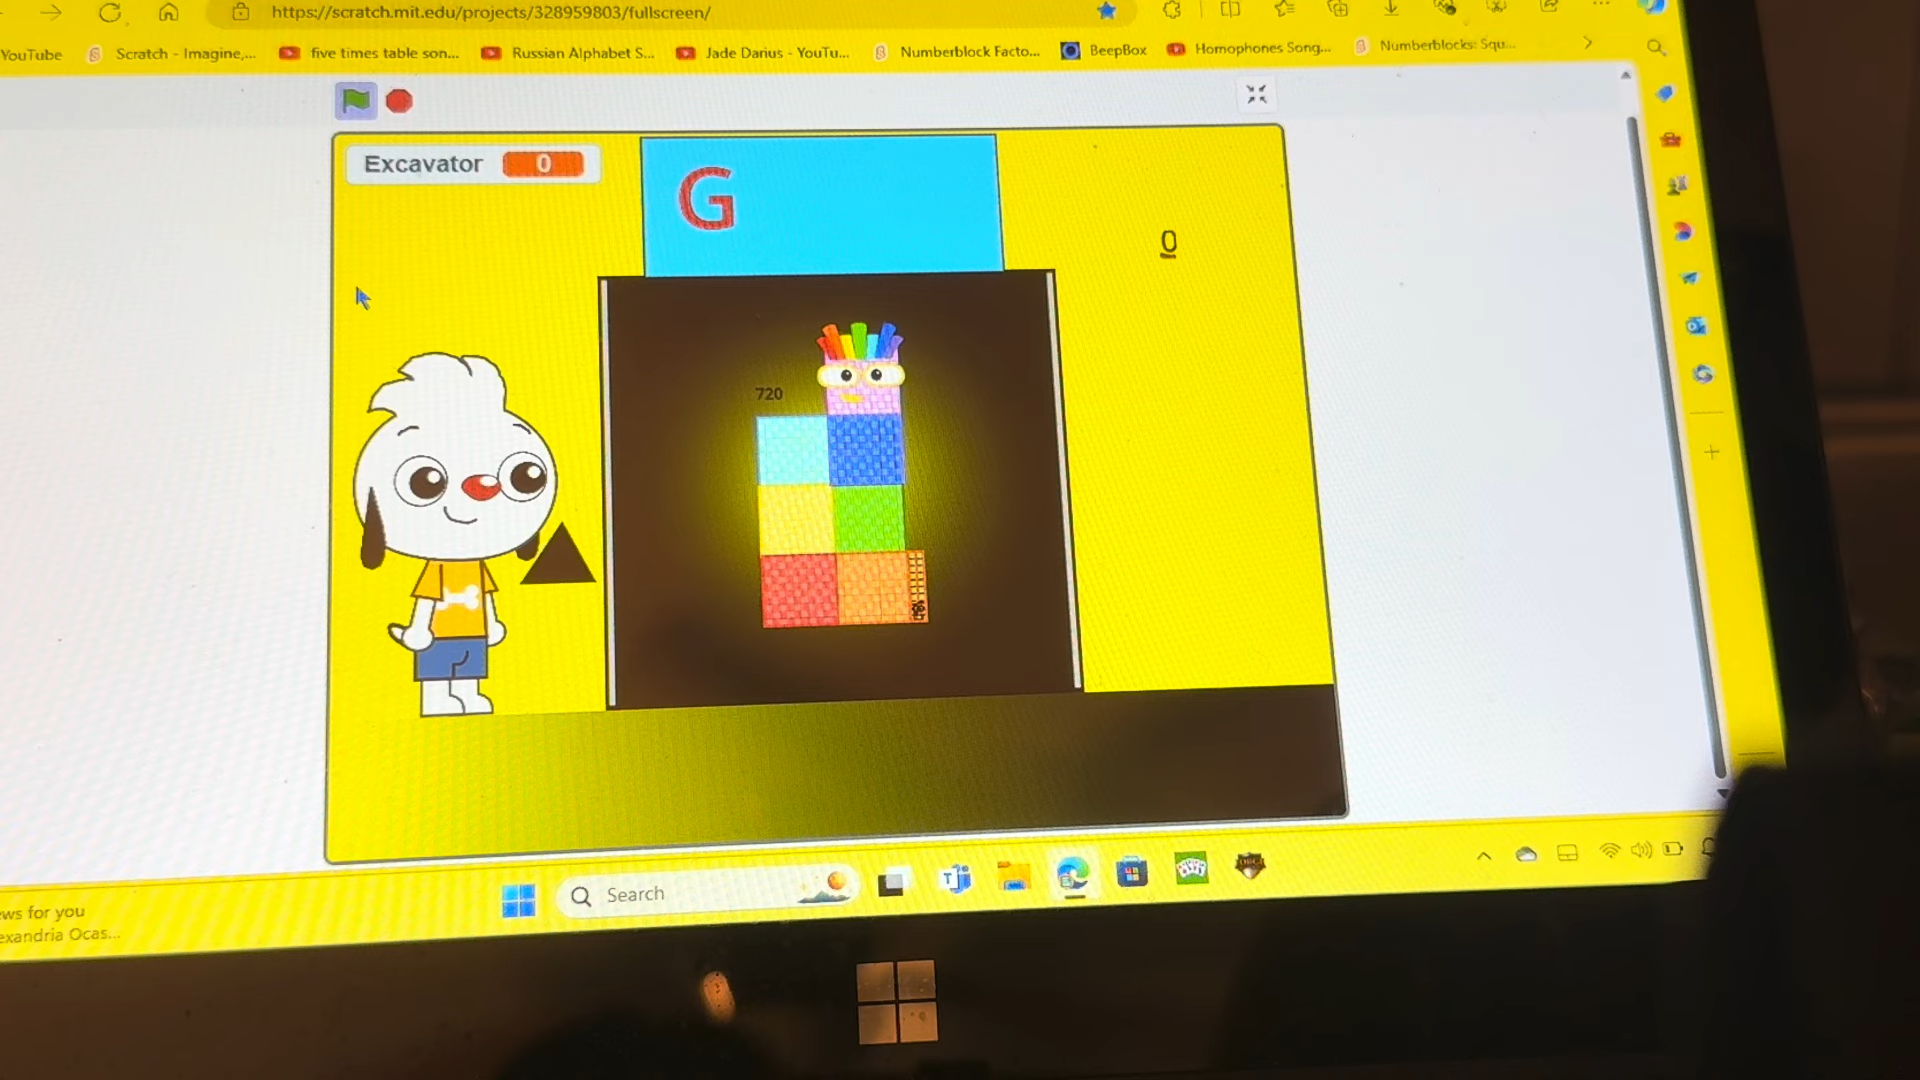 https://scratch.mit.edu/projects/328959803/fullscreen/
YouTube
Scratch - Imagine,...
five times table son...
Russian Alphabet S...
Jade Darius - YouTu...
Numberblock Facto...
BeepBox
Homophones Song...
Numberblocks: Squ...
Excavator 0
G
0
720
Search
ws for you
exandria Ocas...